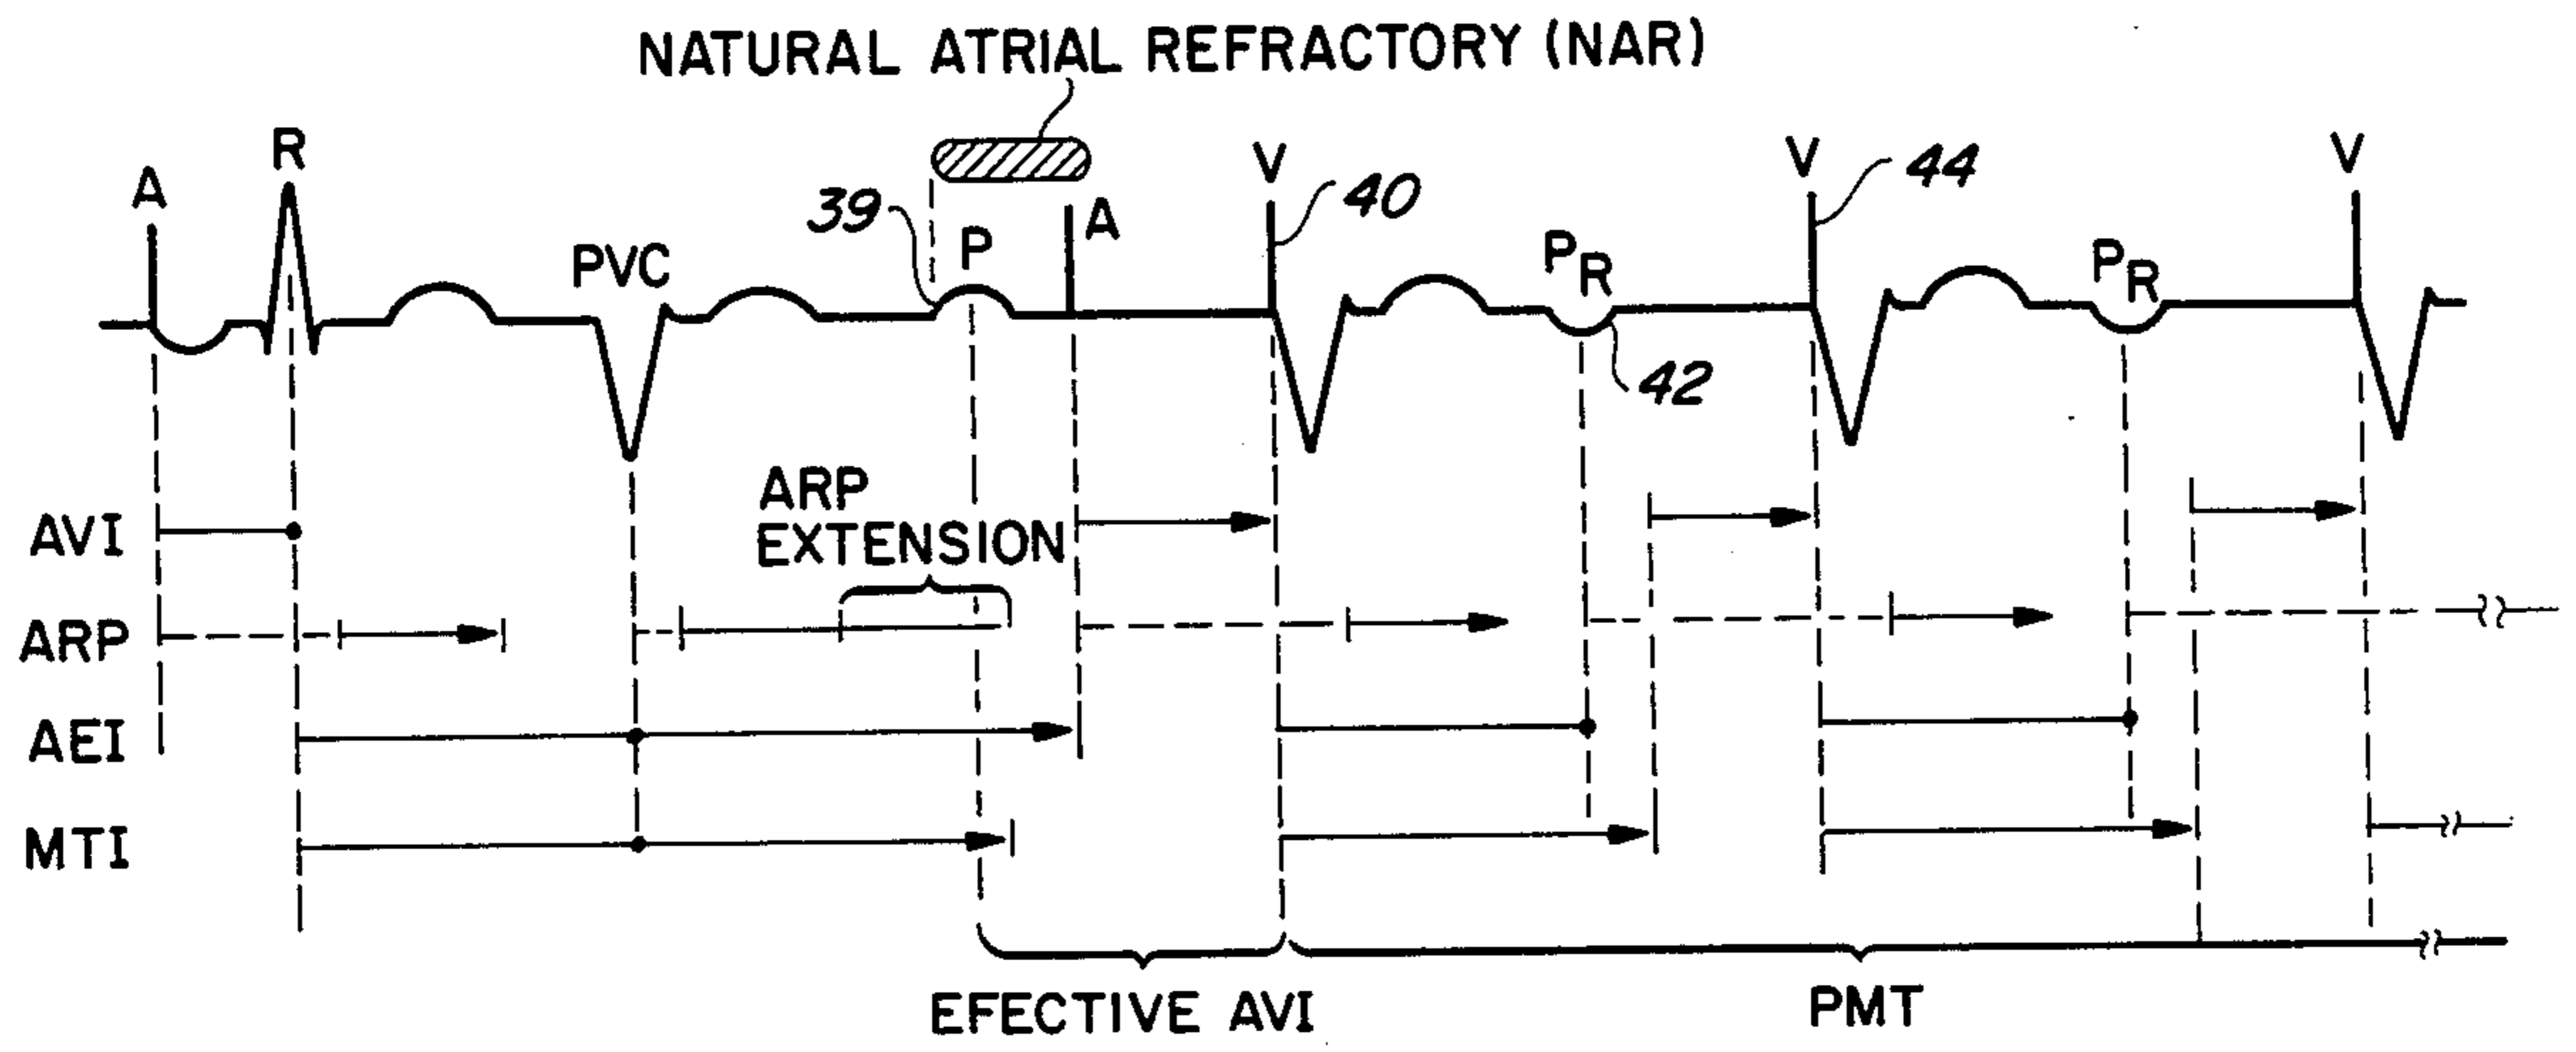 NATURAL ATRIAL REFRACTORY (NAR)
A
R
PVC
39
P
A
V
40
PR
42
V
44
PR
V
AVI
ARP
EXTENSION
ARP
AEI
MTI
EFECTIVE AVI
PMT